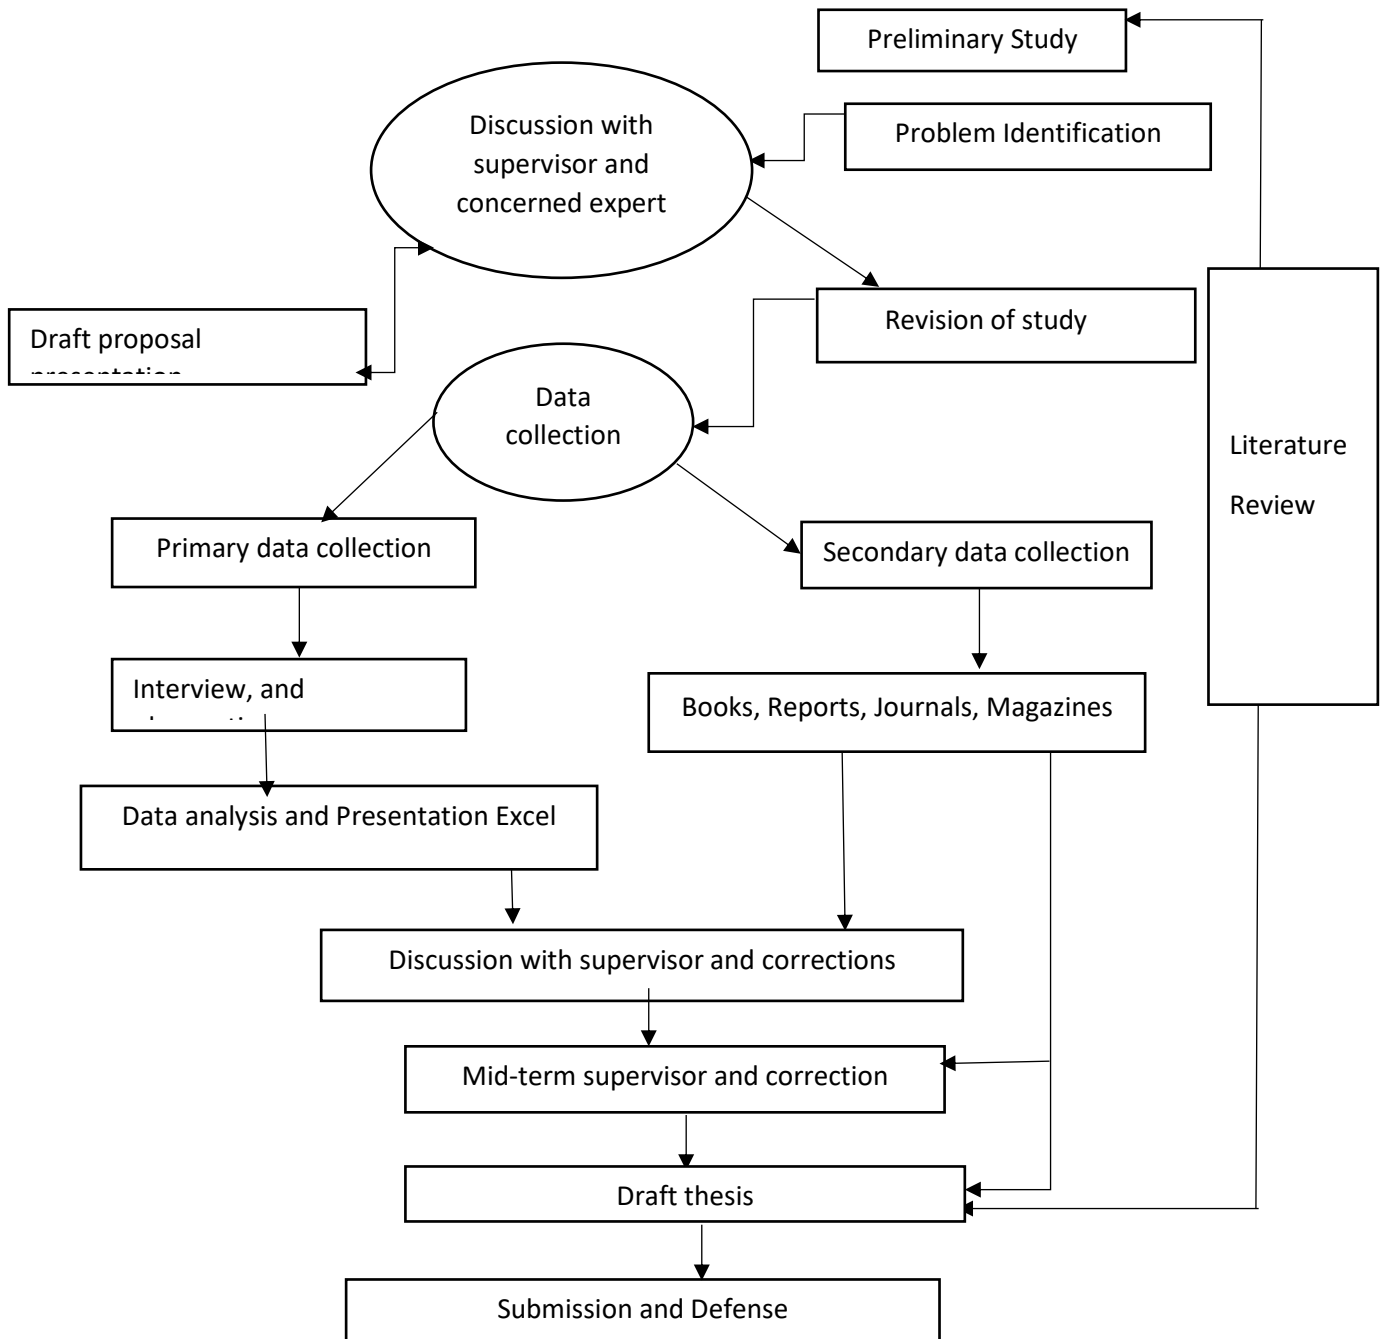 Preliminary Study
Discussion with
supervisor and
concerned expert
Problem Identification
Draft proposal
Revision of study
Data
collection
Literature
Review
Primary data collection
Secondary data collection
Interview, and
Books, Reports, Journals, Magazines
Data analysis and Presentation Excel
Discussion with supervisor and corrections
Mid-term supervisor and correction
Draft thesis
Submission and Defense